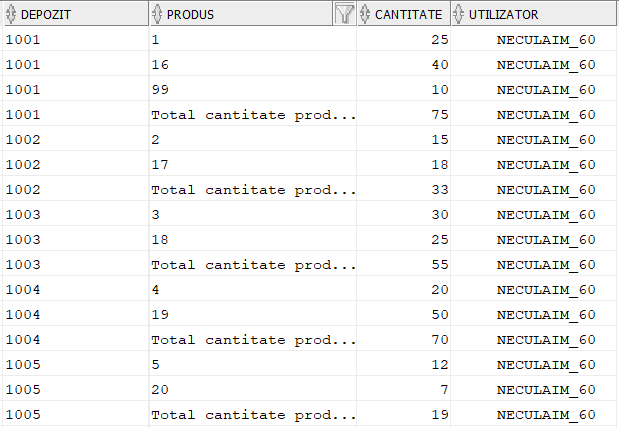 DEPOZIT PRODUS CANTITATE UTILIZATOR
1001 1 25 NECULAIM_60
1001 16 40 NECULAIM_60
1001 99 10 NECULAIM_60
1001 Total cantitate prod... 75 NECULAIM_60
1002 2 15 NECULAIM_60
1002 17 18 NECULAIM_60
1002 Total cantitate prod... 33 NECULAIM_60
1003 3 30 NECULAIM_60
1003 18 25 NECULAIM_60
1003 Total cantitate prod... 55 NECULAIM_60
1004 4 20 NECULAIM_60
1004 19 50 NECULAIM_60
1004 Total cantitate prod... 70 NECULAIM_60
1005 5 12 NECULAIM_60
1005 20 7 NECULAIM_60
1005 Total cantitate prod... 19 NECULAIM_60